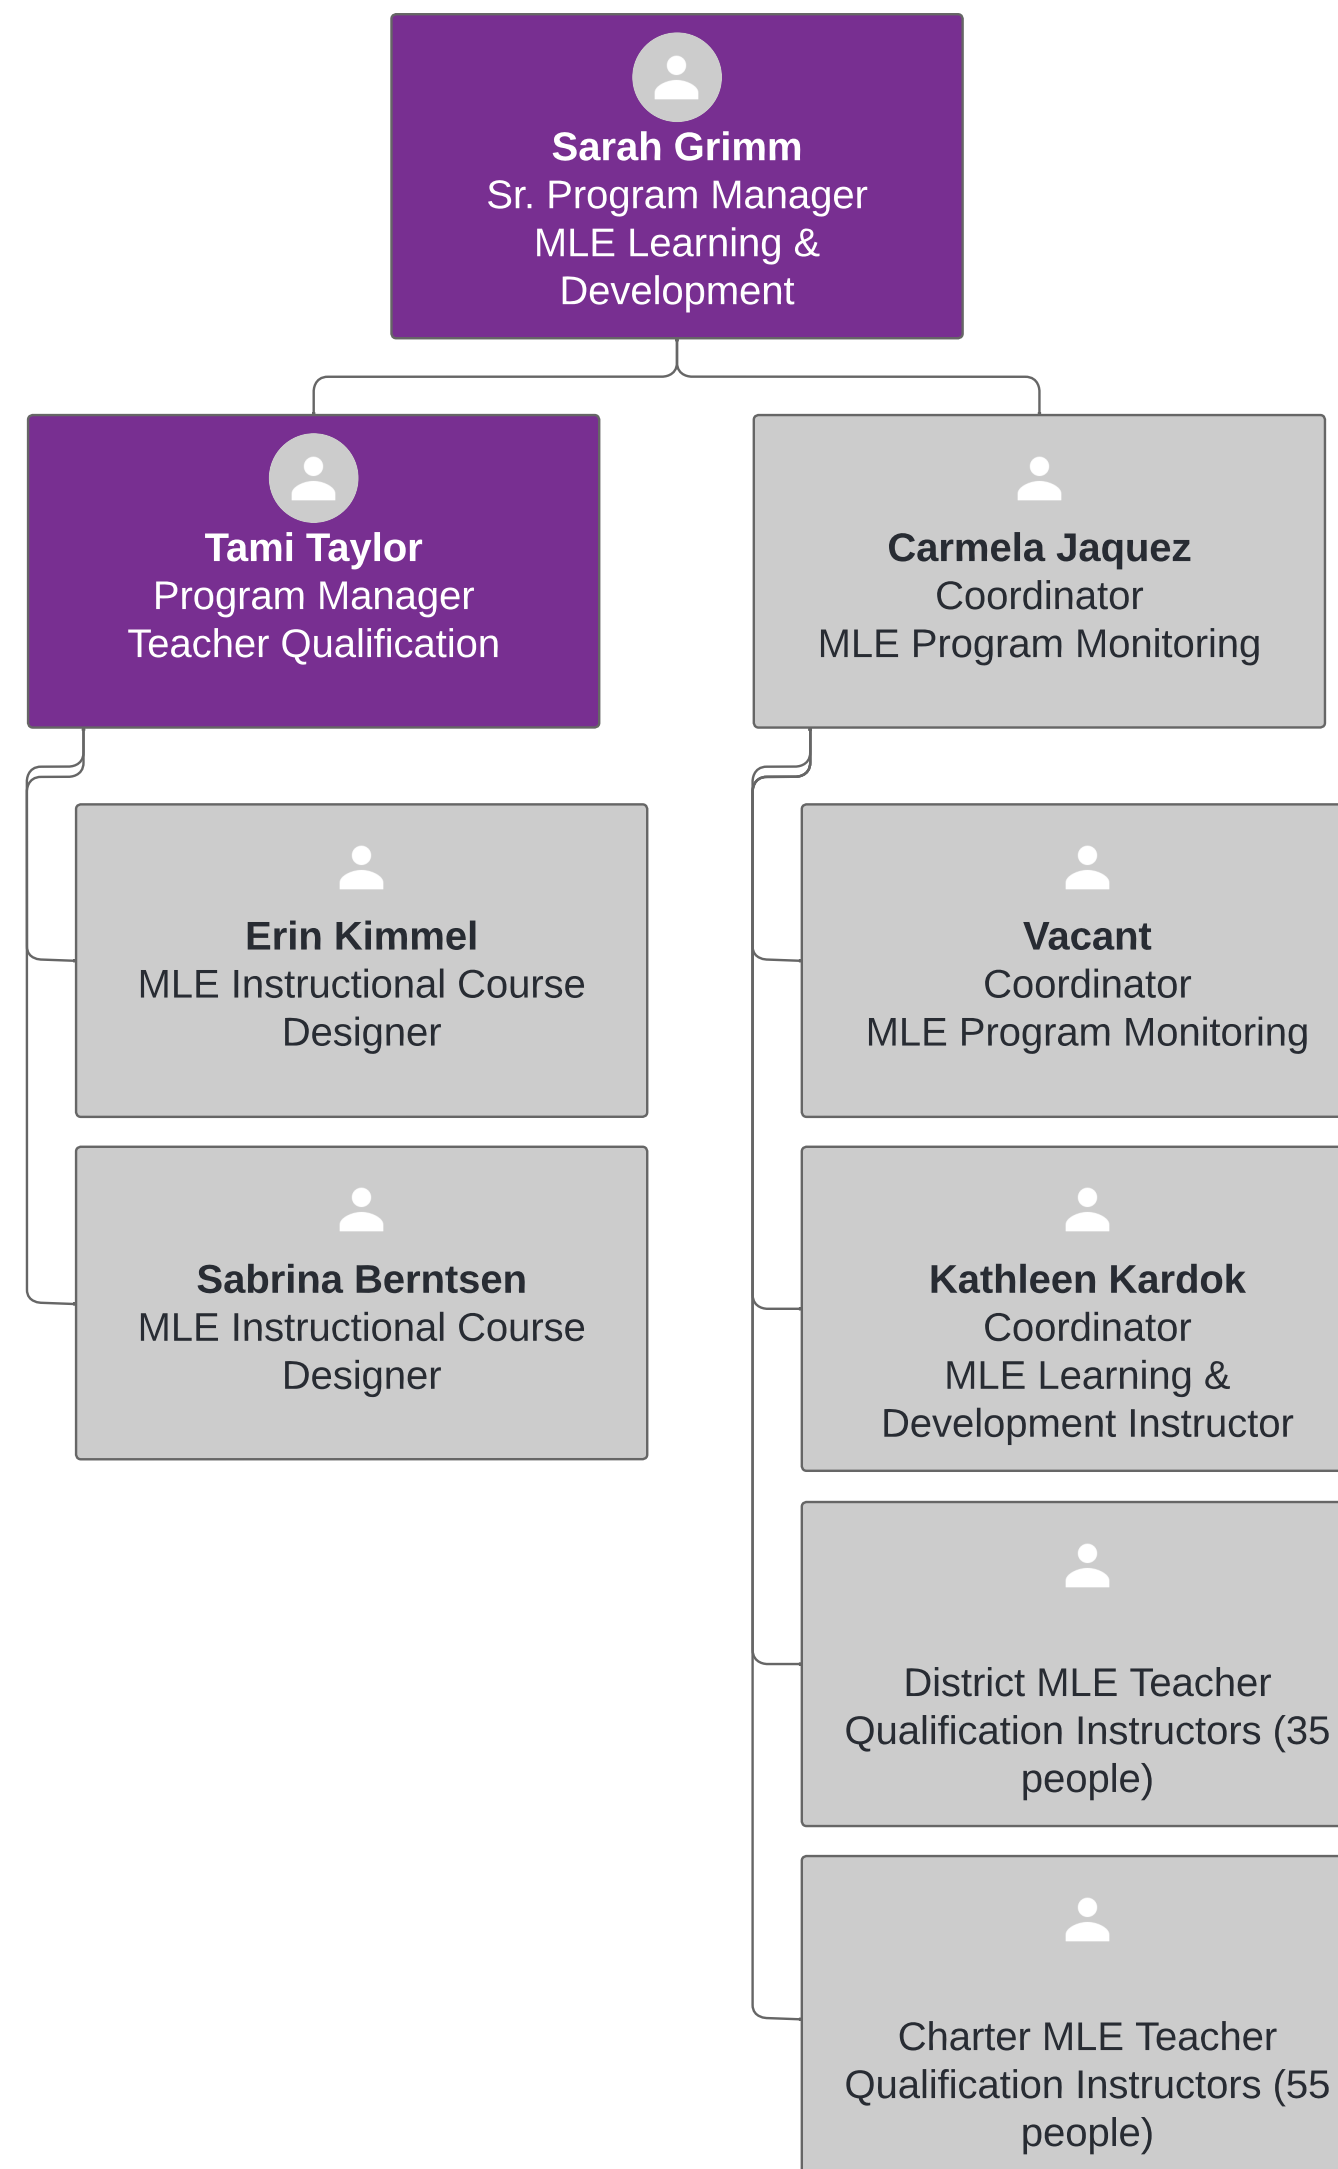 Sarah Grimm
Sr. Program Manager
MLE Learning &
Development
Tami Taylor
Program Manager
Teacher Qualification
Carmela Jaquez
Coordinator
MLE Program Monitoring
Erin Kimmel
MLE Instructional Course
Designer
Sabrina Berntsen
MLE Instructional Course
Designer
Vacant
Coordinator
MLE Program Monitoring
Kathleen Kardok
Coordinator
MLE Learning &
Development Instructor
District MLE Teacher
Qualification Instructors (35
people)
Charter MLE Teacher
Qualification Instructors (55
people)